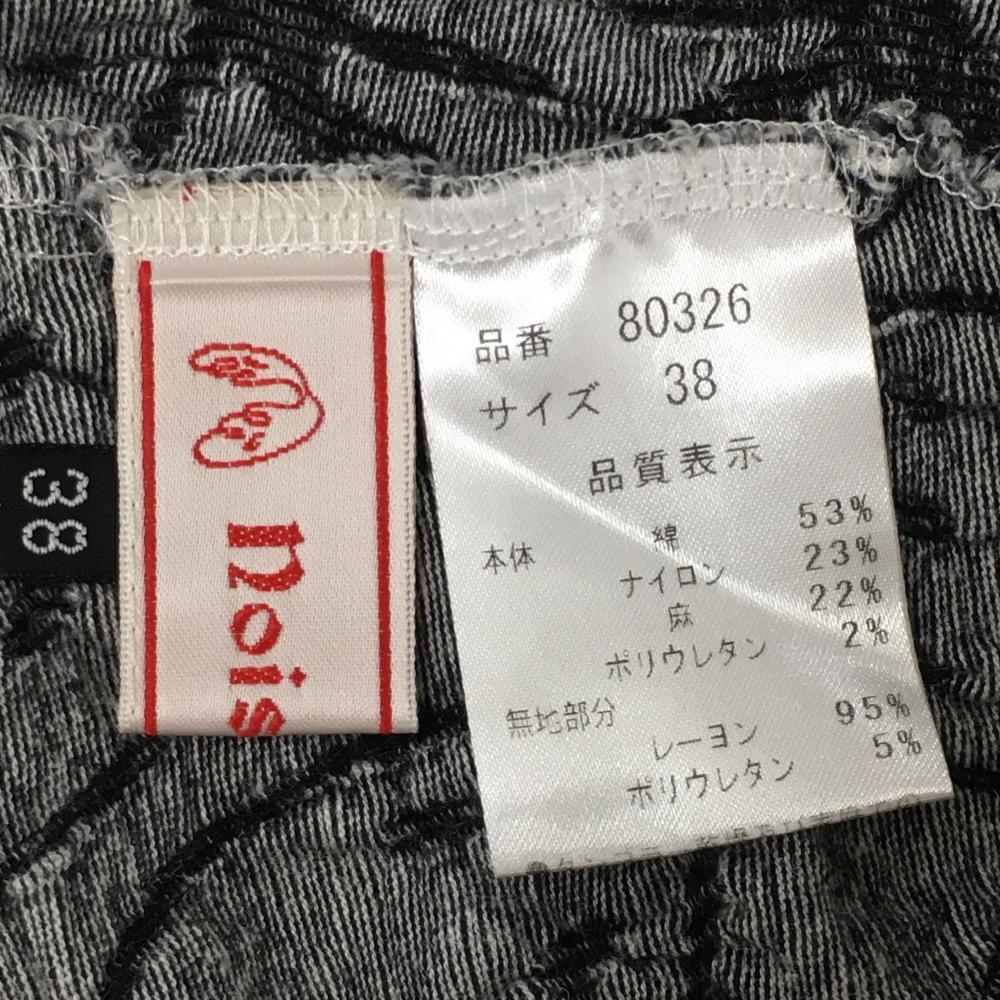 38
nois
品番 80326
サイズ 38
品質表示
本体 綿 53%
ナイロン 23%
麻 22%
ポリウレタン 2%
無地部分
レーヨン 95%
ポリウレタン 5%